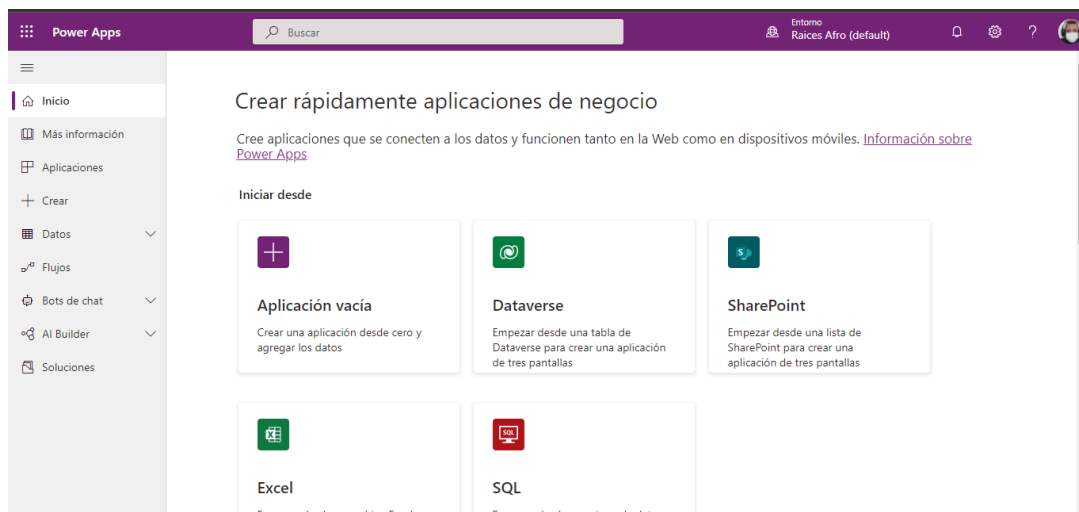 Power Apps
Buscar
Entorno
Raices Afro (default)
?
Inicio
Más información
Aplicaciones
Crear
Datos
Flujos
Bots de chat
AI Builder
Soluciones
Crear rápidamente aplicaciones de negocio
Cree aplicaciones que se conecten a los datos y funcionen tanto en la Web como en dispositivos móviles. Información sobre
Power Apps
Iniciar desde
Aplicación vacía
Crear una aplicación desde cero y
agregar los datos
Dataverse
Empezar desde una tabla de
Dataverse para crear una aplicación
de tres pantallas
S
SharePoint
Empezar desde una lista de
SharePoint para crear una
aplicación de tres pantallas
X
Excel
SQL
SQL